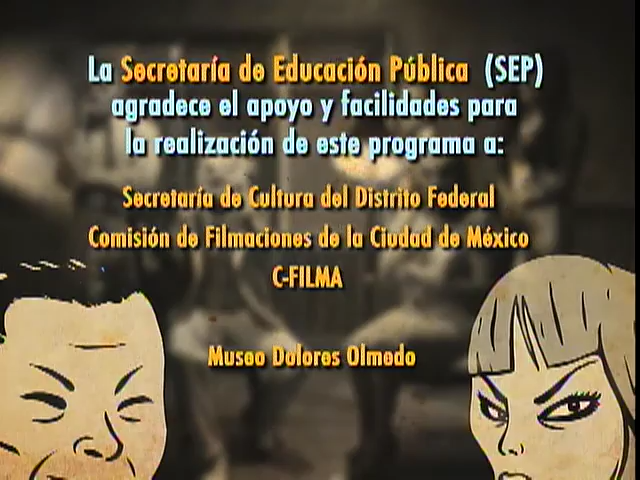 La Secretaría de Educación Pública (SEP)
agradece el apoyo y facilidades para
la realización de este programa a:
Secretaría de Cultura del Distrito Federal
Comisión de Filmaciones de la Ciudad de México
C-FILMA
Museo Dolores Olmedo